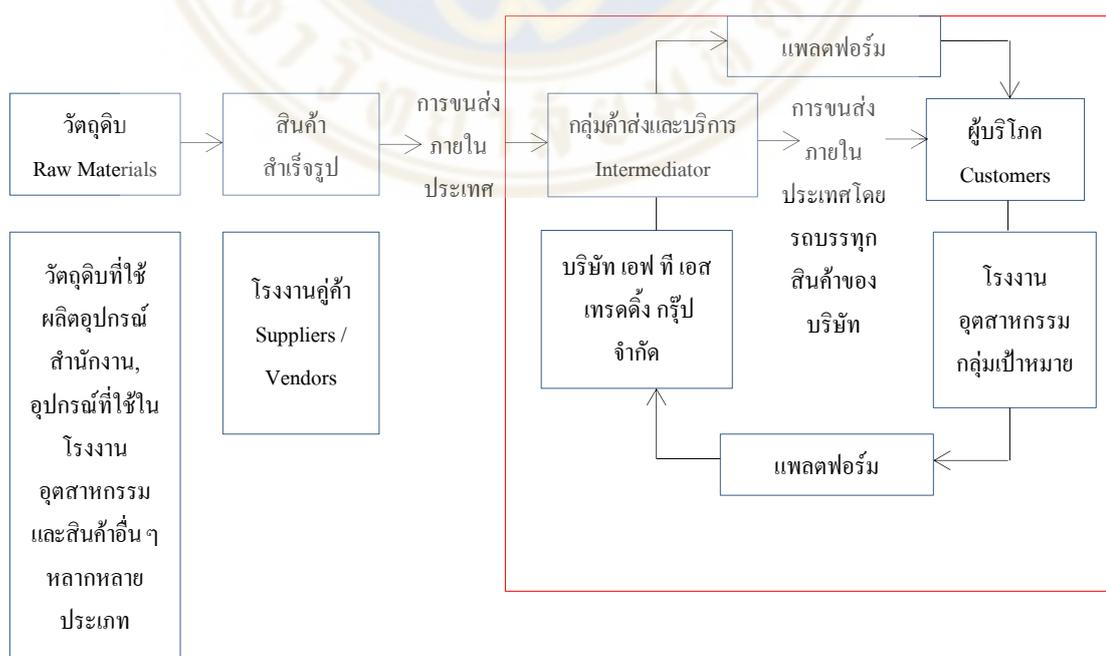 แพลตฟอร์ม
วัตถุดิบ
Raw Materials
สินค้า
สำเร็จรูป
การขนส่ง
ภายใน
ประเทศ
กลุ่มค้าส่งและบริการ
Intermediator
การขนส่ง
ภายใน
ประเทศโดย
รถบรรทุก
สินค้าของ
บริษัท
ผู้บริโภค
Customers
วัตถุดิบที่ใช้
ผลิตอุปกรณ์
สำนักงาน,
อุปกรณ์ที่ใช้ใน
โรงงาน
อุตสาหกรรม
และสินค้าอื่น ๆ
หลากหลาย
ประเภท
โรงงานคู่ค้า
Suppliers /
Vendors
บริษัท เอฟ ที เอส
เทรดดิ้ง กรุ๊ป
จำกัด
โรงงาน
อุตสาหกรรม
กลุ่มเป้าหมาย
แพลตฟอร์ม